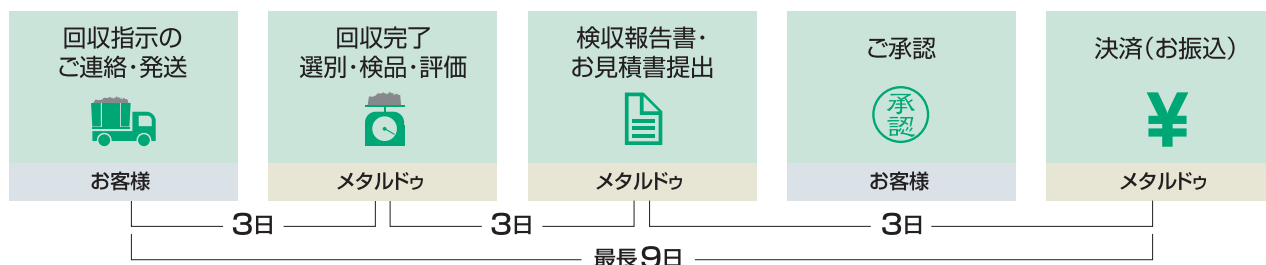 回収指示の
ご連絡・発送
お客様
回収完了
選別・検品・評価
メタルドゥ
検収報告書・
お見積書提出
メタルドゥ
ご承認
承認
お客様
決済(お振込)
¥
メタルドゥ
3日
3日
3日
最長9日